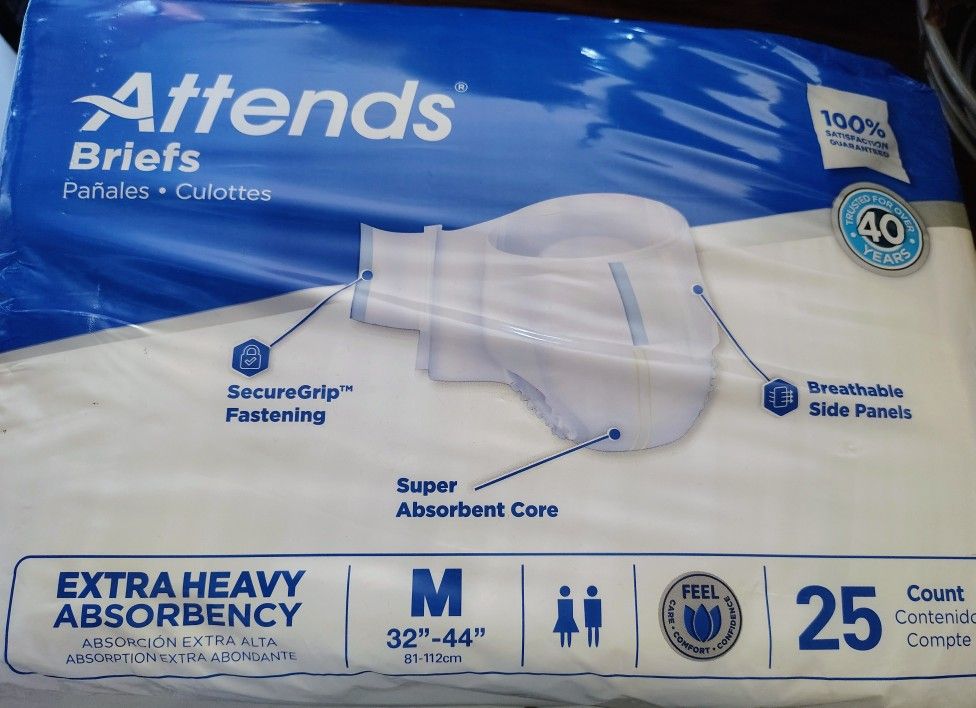 Attends®
Briefs
Pañales • Culottes
100%
SATISFACTION
GUARANTEED
TRUSTED FOR OVER
40
YEARS
SecureGrip™
Fastening
Breathable
Side Panels
Super
Absorbent Core
EXTRA HEAVY
ABSORBENCY
ABSORCIÓN EXTRA ALTA
ABSORPTION EXTRA ABONDANTE
M
32"-44"
81-112cm
FEEL
CARE • COMFORT • CONFIDENCE
25
Count
Contenido
Compte